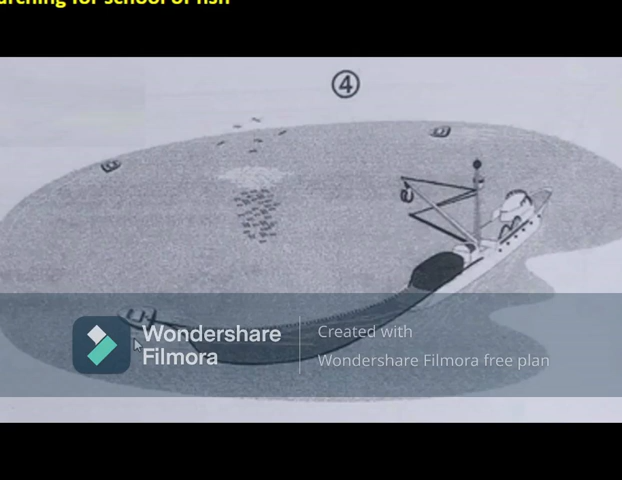 arching for school of fish
④
Wondershare
Filmora
Created with
Wondershare Filmora free plan